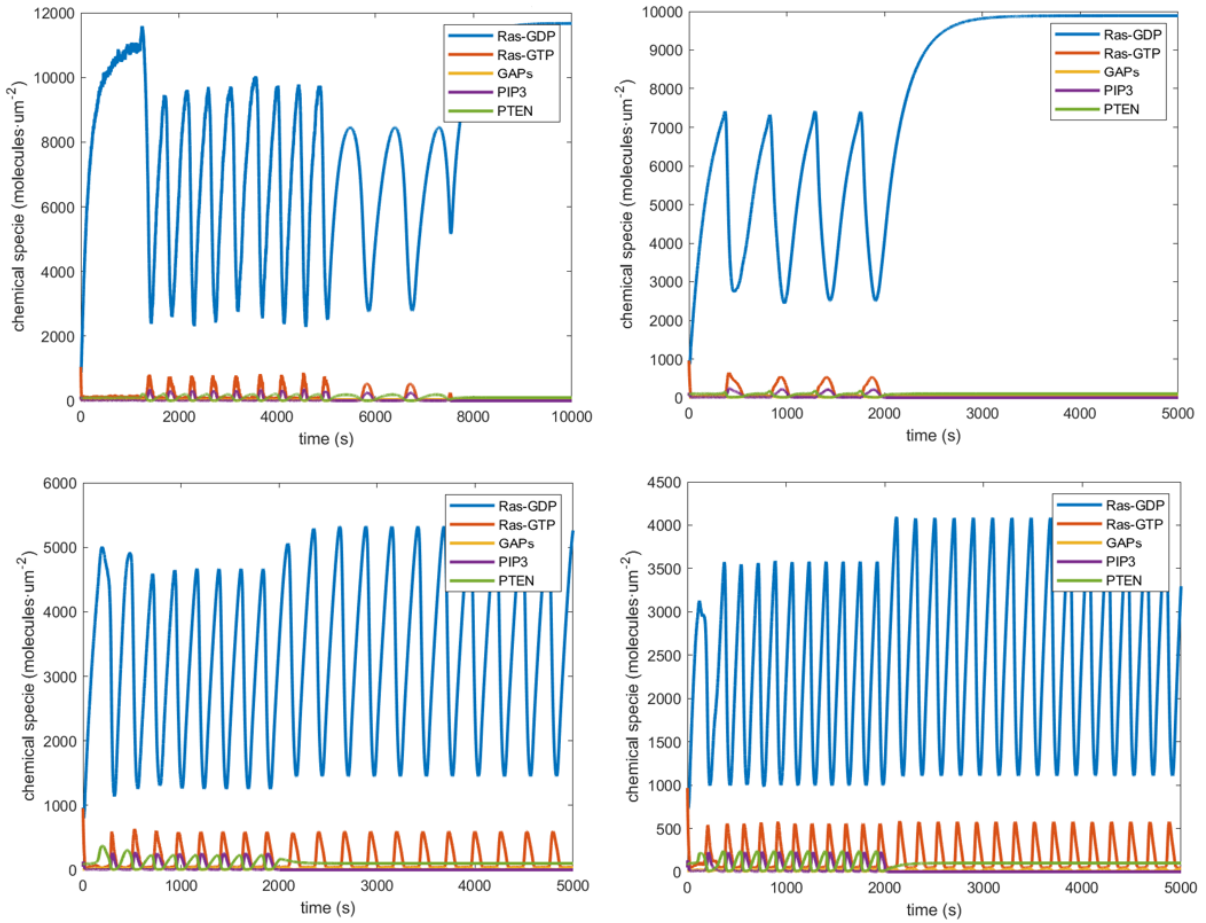 12000
10000
8000
6000
4000
2000
0
chemical specie (molecules·um-2)
0 2000 4000 6000 8000 10000
time (s)
Ras-GDP
Ras-GTP
GAPs
PIP3
PTEN
10000
9000
8000
7000
6000
5000
4000
3000
2000
1000
0
chemical specie (molecules·um-2)
0 1000 2000 3000 4000 5000
time (s)
Ras-GDP
Ras-GTP
GAPs
PIP3
PTEN
6000
5000
4000
3000
2000
1000
0
chemical specie (molecules·um-2)
0 1000 2000 3000 4000 5000
time (s)
Ras-GDP
Ras-GTP
GAPs
PIP3
PTEN
4500
4000
3500
3000
2500
2000
1500
1000
500
0
chemical specie (molecules·um-2)
0 1000 2000 3000 4000 5000
time (s)
Ras-GDP
Ras-GTP
GAPs
PIP3
PTEN